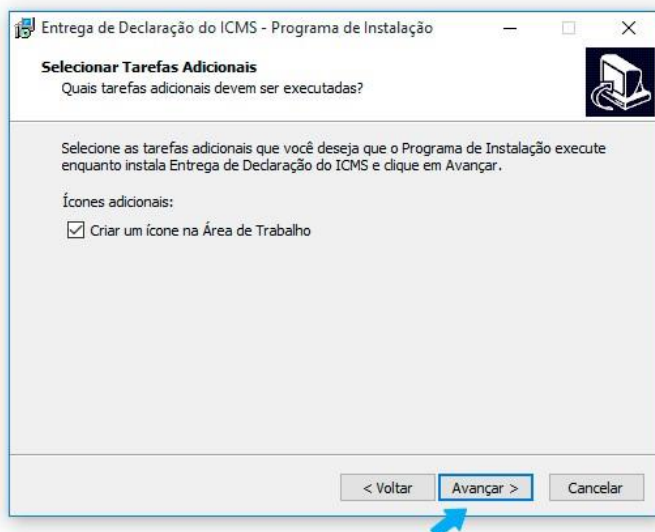 Entrega de Declaração do ICMS - Programa de Instalação
Selecionar Tarefas Adicionais
Quais tarefas adicionais devem ser executadas?
Selecione as tarefas adicionais que você deseja que o Programa de Instalação execute
enquanto instala Entrega de Declaração do ICMS e clique em Avançar.
Ícones adicionais:
Criar um ícone na Área de Trabalho
< Voltar
Avançar >
Cancelar